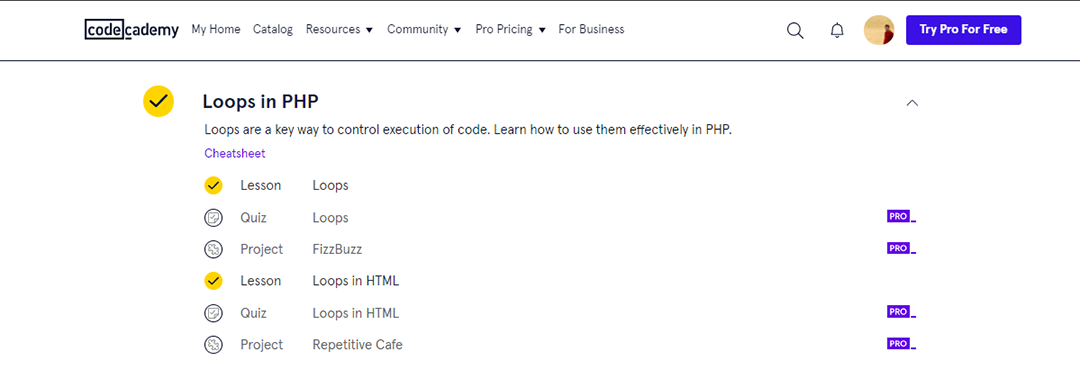 codecademy My Home Catalog Resources Community Pro Pricing For Business Try Pro For Free
Loops in PHP
Loops are a key way to control execution of code. Learn how to use them effectively in PHP.
Cheatsheet
Lesson Loops
Quiz Loops PRO
Project FizzBuzz PRO
Lesson Loops in HTML
Quiz Loops in HTML PRO
Project Repetitive Cafe PRO